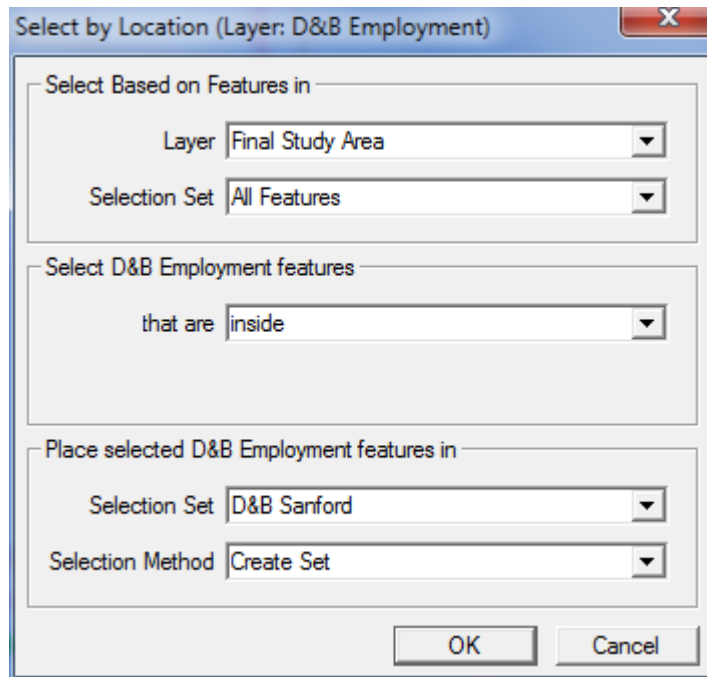 Select by Location (Layer: D&B Employment)
Select Based on Features in
Layer Final Study Area
Selection Set All Features
Select D&B Employment features
that are inside
Place selected D&B Employment features in
Selection Set D&B Sanford
Selection Method Create Set
OK Cancel